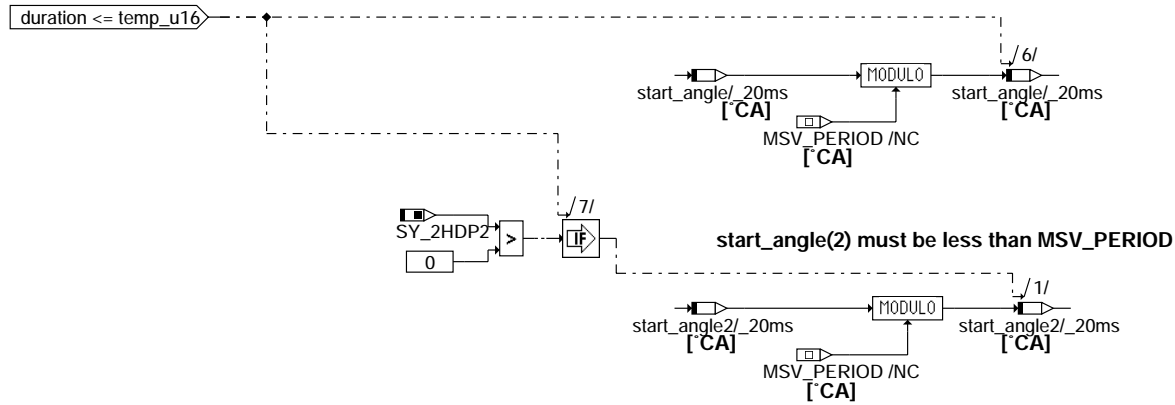 duration <= temp_u16
/6/
MODULO
start_angle/_20ms
[°CA]
start_angle/_20ms
[°CA]
MSV_PERIOD /NC
[°CA]
/7/
SY_2HDP2
>
IF
0
start_angle(2) must be less than MSV_PERIOD
/1/
MODULO
start_angle2/_20ms
[°CA]
start_angle2/_20ms
[°CA]
MSV_PERIOD /NC
[°CA]